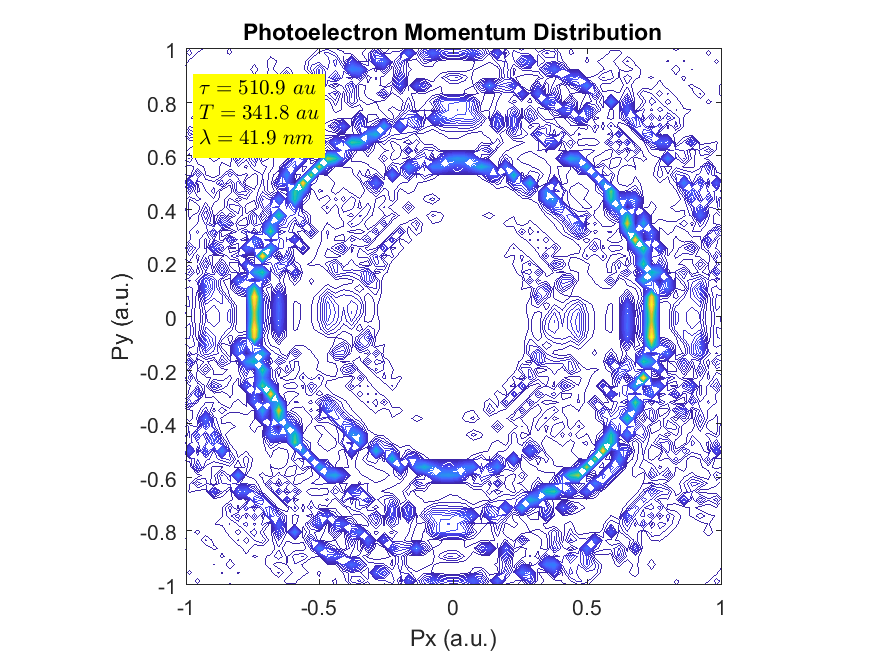 Photoelectron Momentum Distribution
τ = 510.9 au
T = 341.8 au
λ = 41.9 nm
1
0.8
0.6
0.4
0.2
0
-0.2
-0.4
-0.6
-0.8
-1
Py (a.u.)
-1 -0.5 0 0.5 1
Px (a.u.)